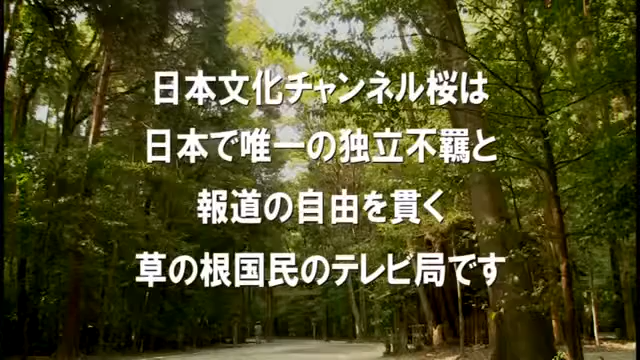 日本文化チャンネル桜は
日本で唯一の独立不羈と
報道の自由を貫く
草の根国民のテレビ局です